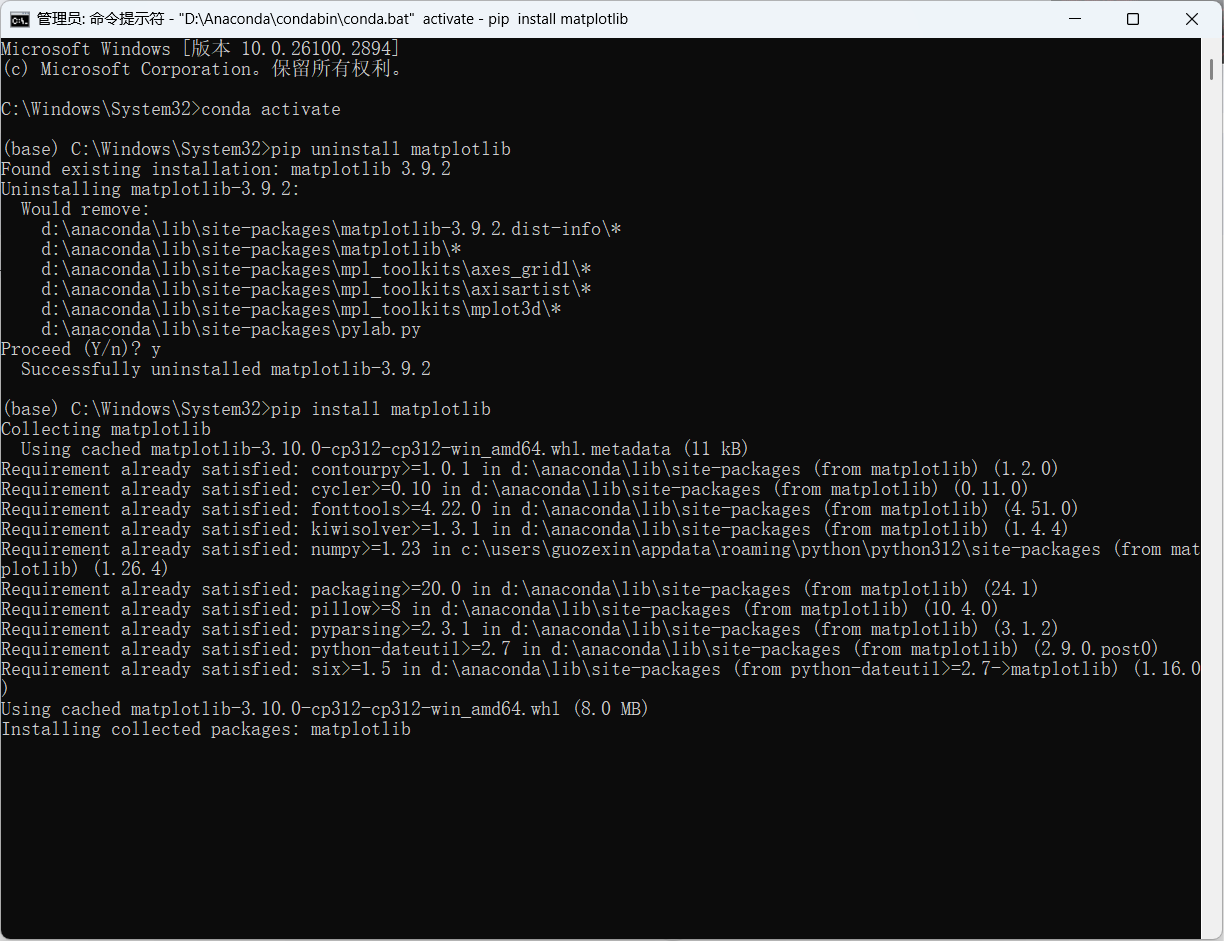 管理员: 命令提示符 - "D:\Anaconda\condabin\conda.bat"  activate - pip  install matplotlib
Microsoft Windows [版本 10.0.26100.2894]
(c) Microsoft Corporation。保留所有权利。
C:\Windows\System32>conda activate
(base) C:\Windows\System32>pip uninstall matplotlib
Found existing installation: matplotlib 3.9.2
Uninstalling matplotlib-3.9.2:
  Would remove:
    d:\anaconda\lib\site-packages\matplotlib-3.9.2.dist-info\*
    d:\anaconda\lib\site-packages\matplotlib\*
    d:\anaconda\lib\site-packages\mpl_toolkits\axes_grid1\*
    d:\anaconda\lib\site-packages\mpl_toolkits\axisartist\*
    d:\anaconda\lib\site-packages\mpl_toolkits\mplot3d\*
    d:\anaconda\lib\site-packages\pylab.py
Proceed (Y/n)? y
  Successfully uninstalled matplotlib-3.9.2
(base) C:\Windows\System32>pip install matplotlib
Collecting matplotlib
  Using cached matplotlib-3.10.0-cp312-cp312-win_amd64.whl.metadata (11 kB)
Requirement already satisfied: contourpy>=1.0.1 in d:\anaconda\lib\site-packages (from matplotlib) (1.2.0)
Requirement already satisfied: cycler>=0.10 in d:\anaconda\lib\site-packages (from matplotlib) (0.11.0)
Requirement already satisfied: fonttools>=4.22.0 in d:\anaconda\lib\site-packages (from matplotlib) (4.51.0)
Requirement already satisfied: kiwisolver>=1.3.1 in d:\anaconda\lib\site-packages (from matplotlib) (1.4.4)
Requirement already satisfied: numpy>=1.23 in c:\users\guozexin\appdata\roaming\python\python312\site-packages (from mat
plotlib) (1.26.4)
Requirement already satisfied: packaging>=20.0 in d:\anaconda\lib\site-packages (from matplotlib) (24.1)
Requirement already satisfied: pillow>=8 in d:\anaconda\lib\site-packages (from matplotlib) (10.4.0)
Requirement already satisfied: pyparsing>=2.3.1 in d:\anaconda\lib\site-packages (from matplotlib) (3.1.2)
Requirement already satisfied: python-dateutil>=2.7 in d:\anaconda\lib\site-packages (from matplotlib) (2.9.0.post0)
Requirement already satisfied: six>=1.5 in d:\anaconda\lib\site-packages (from python-dateutil>=2.7->matplotlib) (1.16.0
)
Using cached matplotlib-3.10.0-cp312-cp312-win_amd64.whl (8.0 MB)
Installing collected packages: matplotlib